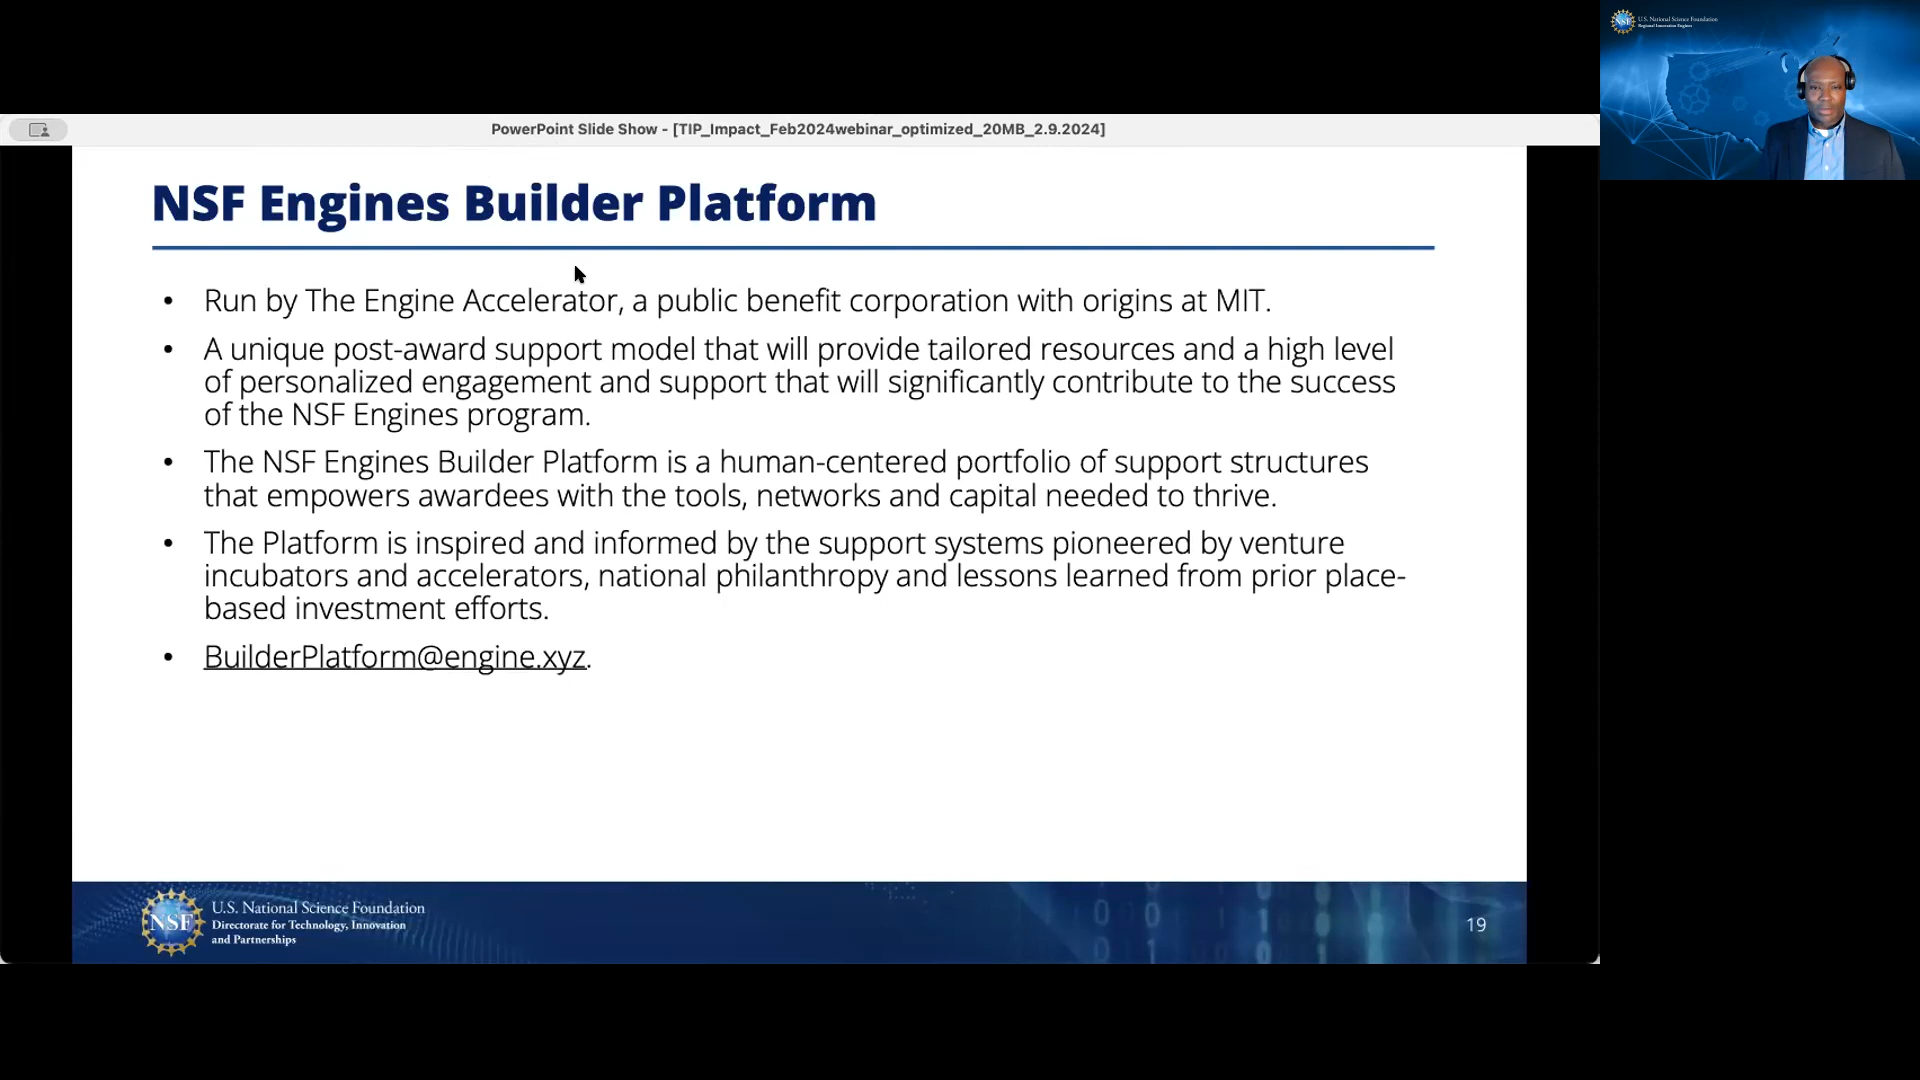 U.S. National Science Foundation
Regional Innovation Engines
PowerPoint Slide Show - [TIP_Impact_Feb2024webinar_optimized_20MB_2.9.2024]
NSF Engines Builder Platform
• Run by The Engine Accelerator, a public benefit corporation with origins at MIT.
• A unique post-award support model that will provide tailored resources and a high level
of personalized engagement and support that will significantly contribute to the success
of the NSF Engines program.
• The NSF Engines Builder Platform is a human-centered portfolio of support structures
that empowers awardees with the tools, networks and capital needed to thrive.
• The Platform is inspired and informed by the support systems pioneered by venture
incubators and accelerators, national philanthropy and lessons learned from prior place-
based investment efforts.
• BuilderPlatform@engine.xyz.
NSF
U.S. National Science Foundation
Directorate for Technology, Innovation
and Partnerships
19